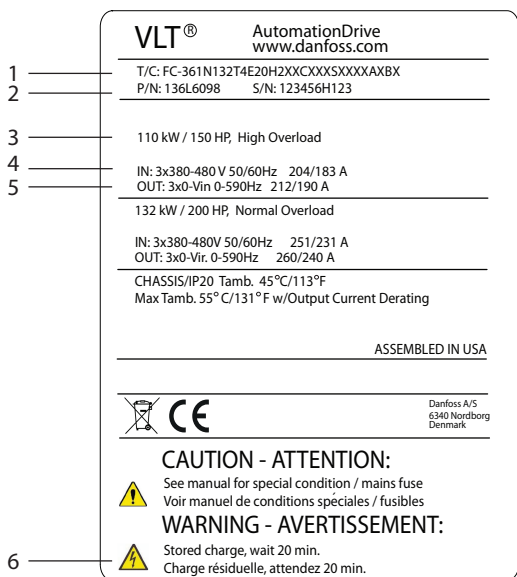 VLT® AutomationDrive
www.danfoss.com
1 T/C: FC-361N132T4E20H2XXCXXXSXXXXAXBX
2 P/N: 136L6098 S/N: 123456H123
3 110 kW / 150 HP, High Overload
4 IN: 3x380-480 V 50/60Hz 204/183 A
5 OUT: 3x0-Vin 0-590Hz 212/190 A
132 kW / 200 HP, Normal Overload
IN: 3x380-480V 50/60Hz 251/231 A
OUT: 3x0-Vir. 0-590Hz 260/240 A
CHASSIS/IP20 Tamb. 45°C/113°F
Max Tamb. 55° C/131° F w/Output Current Derating
ASSEMBLED IN USA
CE
Danfoss A/S
6340 Nordborg
Denmark
CAUTION - ATTENTION:
See manual for special condition / mains fuse
Voir manuel de conditions spéciales / fusibles
WARNING - AVERTISSEMENT:
6 Stored charge, wait 20 min.
Charge résiduelle, attendez 20 min.